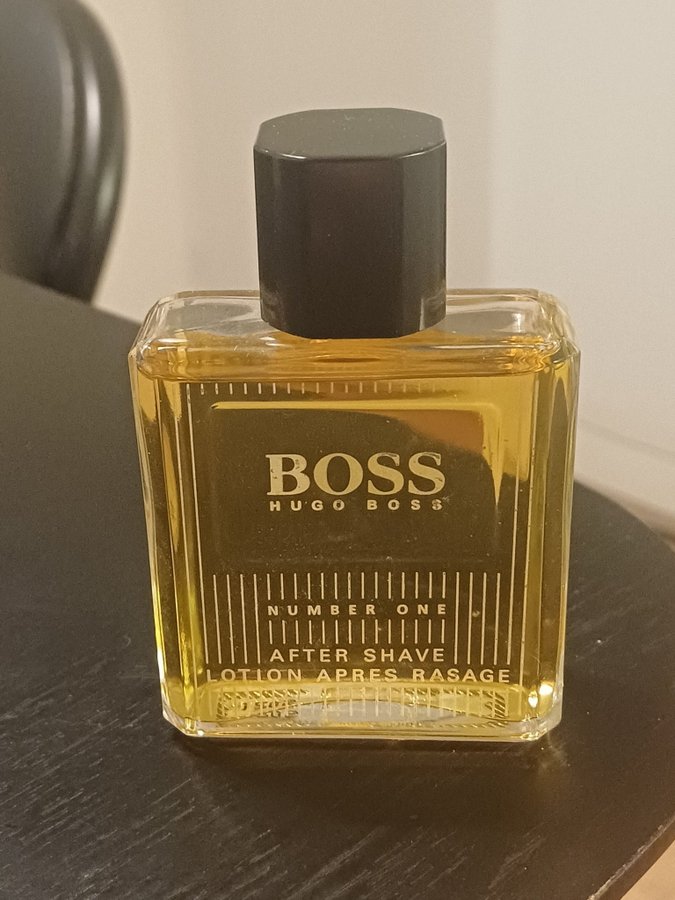 BOSS
HUGO BOSS
NUMBER ONE
AFTER SHAVE
LOTION APRES RASAGE